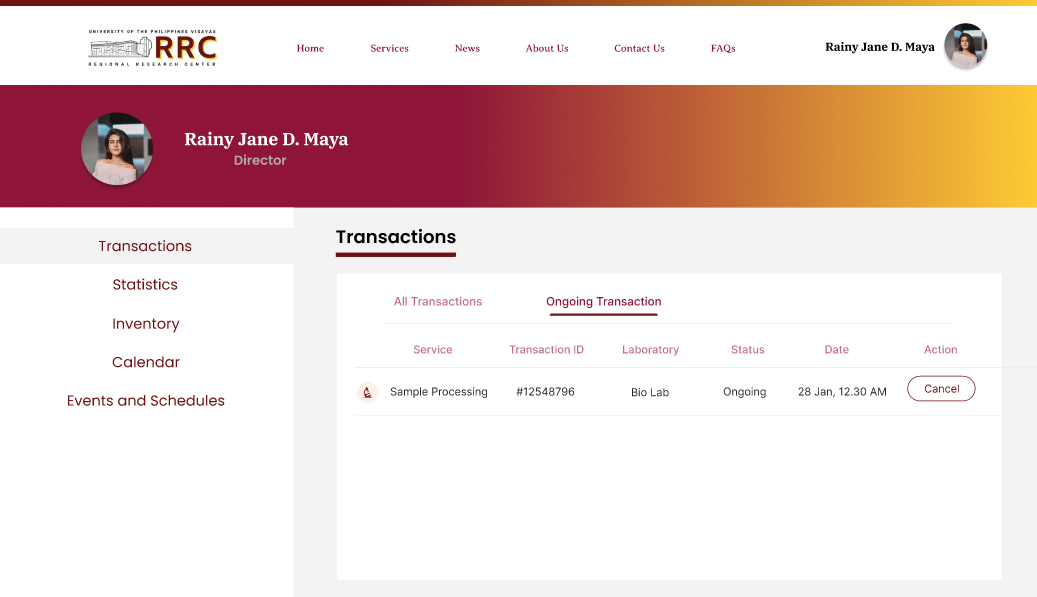 UNIVERSITY OF THE PHILIPPINES VISAYAS
RRC
REGIONAL RESEARCH CENTER
Home Services News About Us Contact Us FAQs
Rainy Jane D. Maya
Rainy Jane D. Maya
Director
Transactions
Statistics
Inventory
Calendar
Events and Schedules
Transactions
All Transactions Ongoing Transaction
Service Transaction ID Laboratory Status Date Action
Sample Processing #12548796 Bio Lab Ongoing 28 Jan, 12.30 AM Cancel